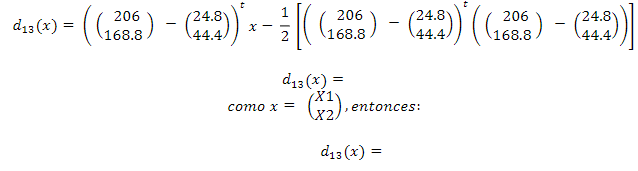 d₁₃(x) = ((206 168.8) − (24.8 44.4))ᵗ x − 1/2 [((206 168.8) − (24.8 44.4))ᵗ ((206 168.8) − (24.8 44.4))]
d₁₃(x) =
como x = (X1 X2), entonces:
d₁₃(x) =